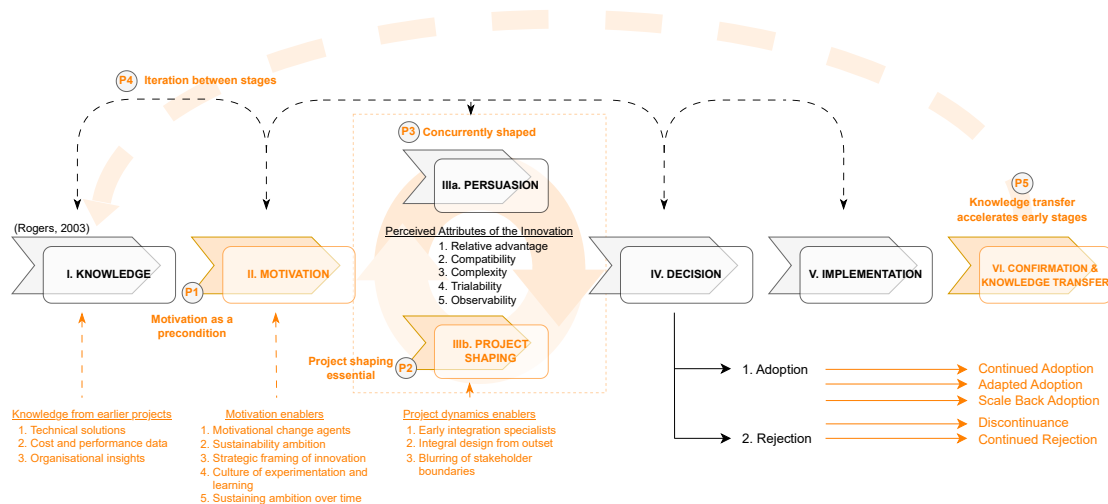 P4
Iteration between stages
P3
Concurrently shaped
IIIa. PERSUASION
P5
Knowledge transfer
accelerates early stages
(Rogers, 2003)
Perceived Attributes of the Innovation
1. Relative advantage
2. Compatibility
3. Complexity
4. Trialability
5. Observability
I. KNOWLEDGE
II. MOTIVATION
IV. DECISION
V. IMPLEMENTATION
VI. CONFIRMATION &
KNOWLEDGE TRANSFER
P1
Motivation as a
precondition
IIIb. PROJECT
SHAPING
Project shaping
essential
P2
1. Adoption
Continued Adoption
Adapted Adoption
Scale Back Adoption
2. Rejection
Discontinuance
Continued Rejection
Knowledge from earlier projects
1. Technical solutions
2. Cost and performance data
3. Organisational insights
Motivation enablers
1. Motivational change agents
2. Sustainability ambition
3. Strategic framing of innovation
4. Culture of experimentation and
learning
5. Sustaining ambition over time
Project dynamics enablers
1. Early integration specialists
2. Integral design from outset
3. Blurring of stakeholder
boundaries